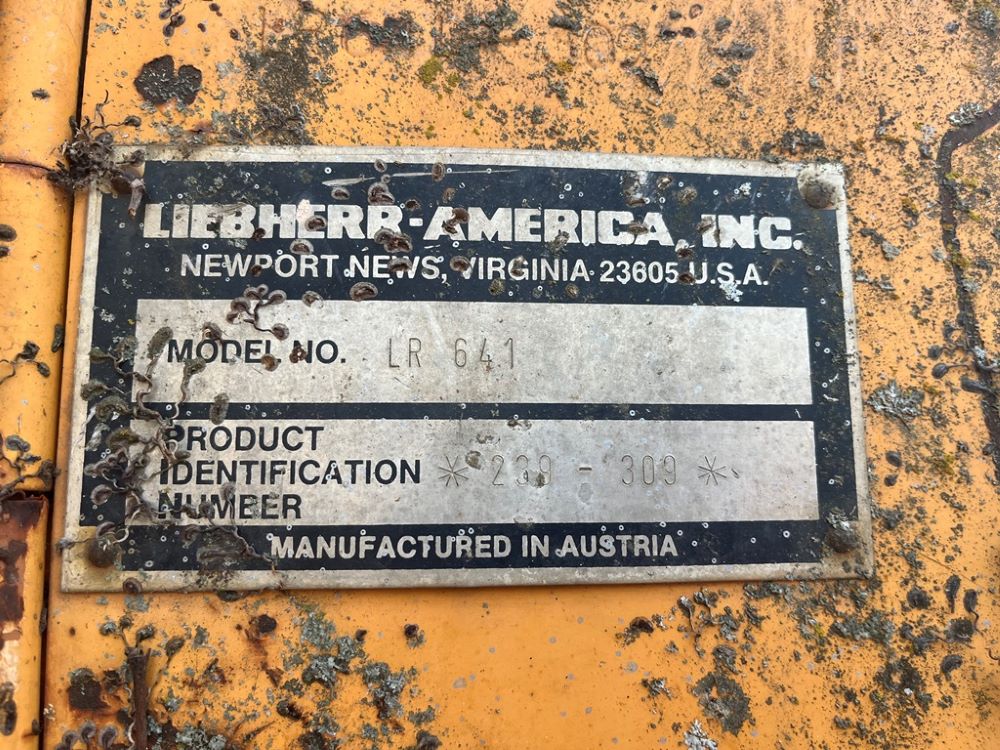 LIEBHERR-AMERICA, INC.
NEWPORT NEWS, VIRGINIA 23605 U.S.A.
MODEL NO. LR 641
PRODUCT
IDENTIFICATION
NUMBER
* 239 - 309 *
MANUFACTURED IN AUSTRIA